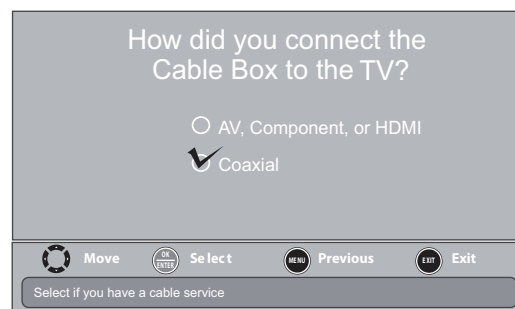 How did you connect the
Cable Box to the TV?
AV, Component, or HDMI
Coaxial
Move OK ENTER Select MENU Previous EXIT Exit
Select if you have a cable service